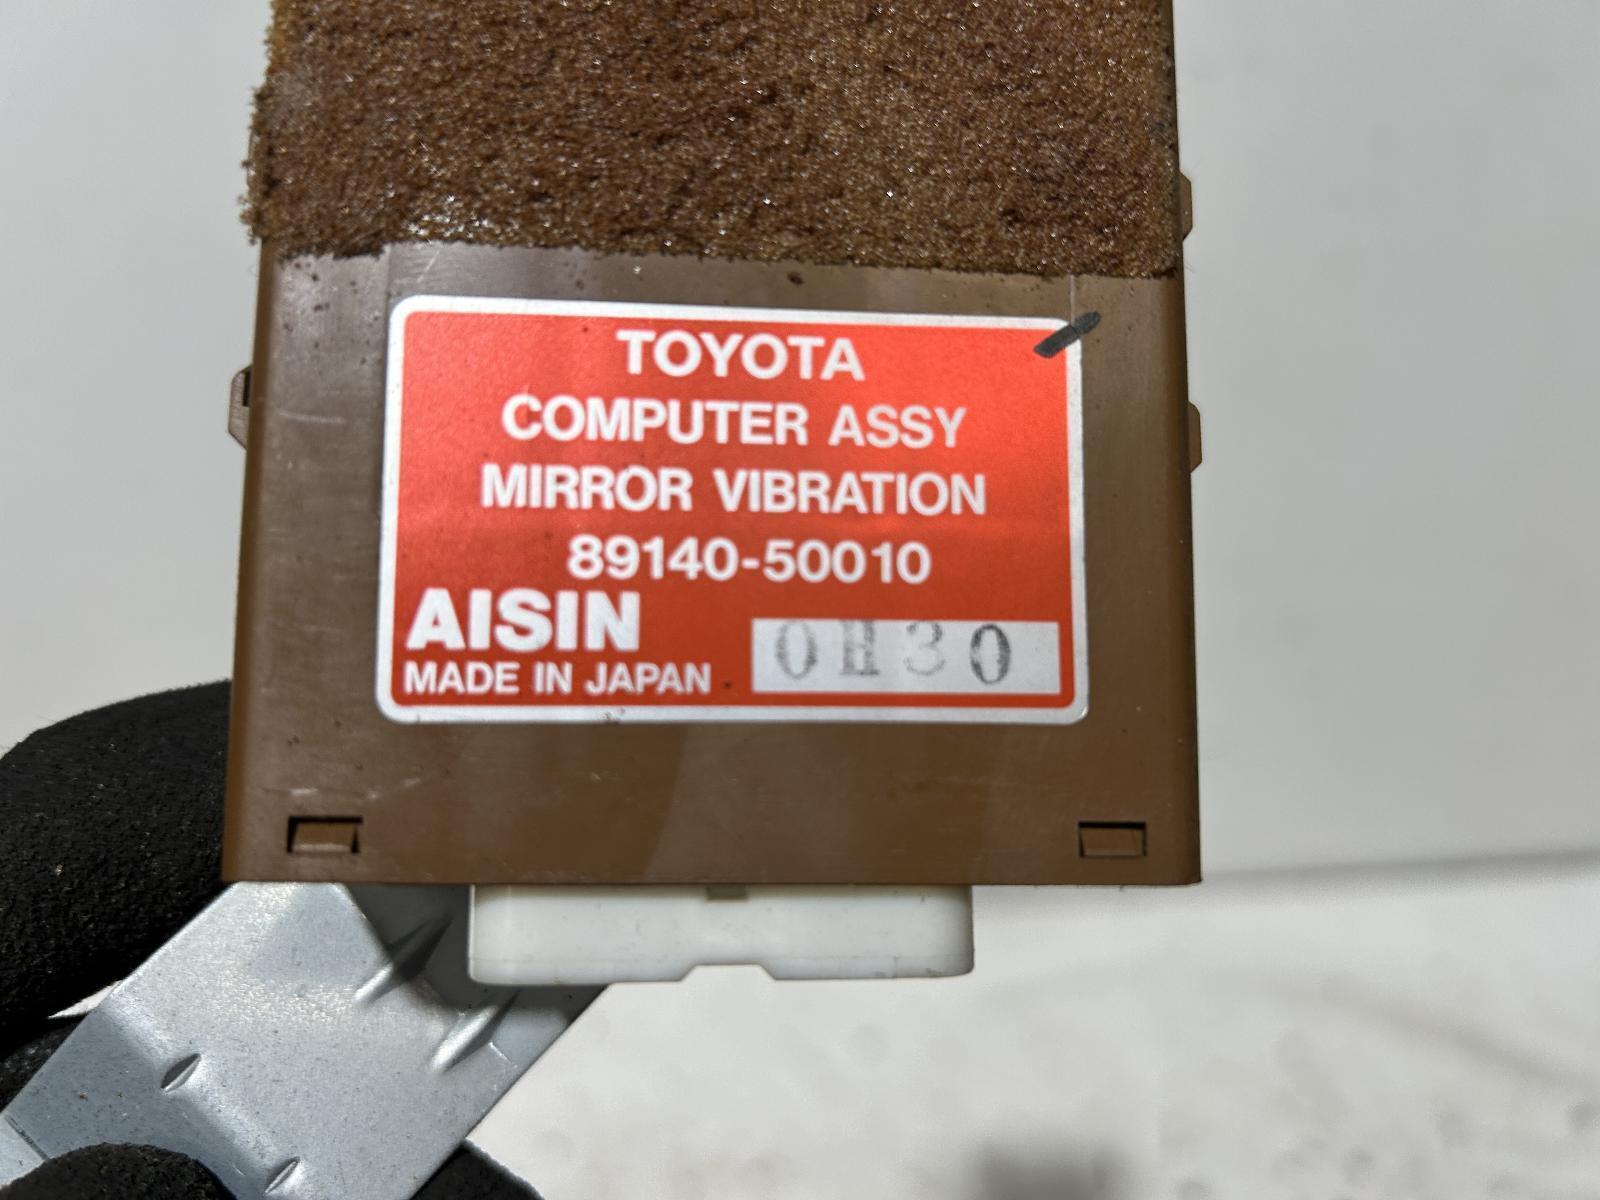 TOYOTA
COMPUTER ASSY
MIRROR VIBRATION
89140-50010
AISIN
MADE IN JAPAN
0H30